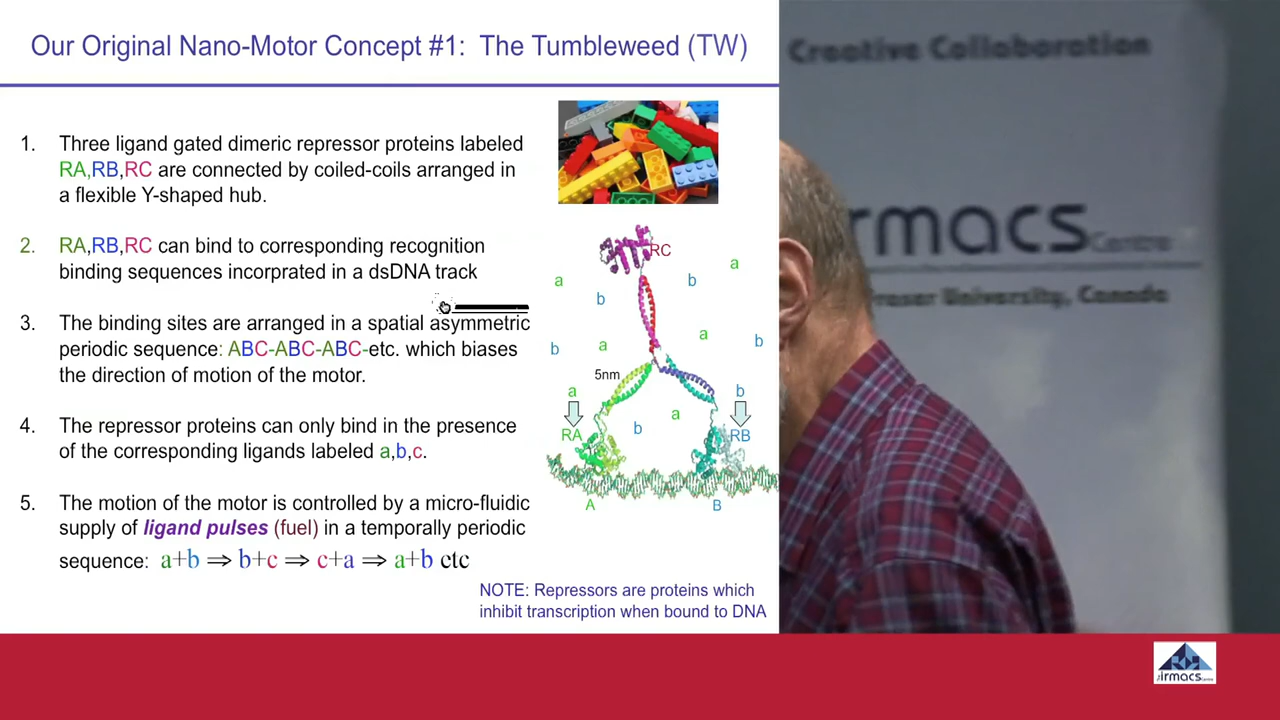 Our Original Nano-Motor Concept #1: The Tumbleweed (TW)
1. Three ligand gated dimeric repressor proteins labeled
RA,RB,RC are connected by coiled-coils arranged in
a flexible Y-shaped hub.
2. RA,RB,RC can bind to corresponding recognition
binding sequences incorprated in a dsDNA track
3. The binding sites are arranged in a spatial asymmetric
periodic sequence: ABC-ABC-ABC-etc. which biases
the direction of motion of the motor.
4. The repressor proteins can only bind in the presence
of the corresponding ligands labeled a,b,c.
5. The motion of the motor is controlled by a micro-fluidic
supply of ligand pulses (fuel) in a temporally periodic
sequence: a+b ⇒ b+c ⇒ c+a ⇒ a+b etc
RC
a
a
b
b
a
b
a
b
5nm
a
b
a
b
RA
RB
A
B
NOTE: Repressors are proteins which
inhibit transcription when bound to DNA
Creative Collaboration
irmacs Centre
Fraser University, Canada
irmacs